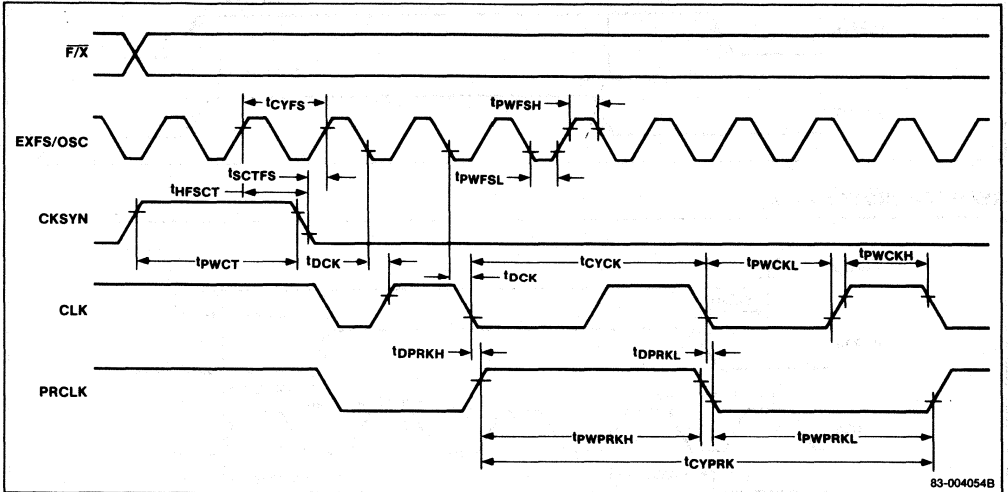 F/X
tCYFS
tPWFSH
EXFS/OSC
tSCTFS
tPWFSL
tHFSCT
CKSYN
tPWCT
tDCK
tDCK
tCYCK
tPWCKL
tPWCKH
CLK
tDPRKH
tDPRKL
PRCLK
tPWPRKH
tPWPRKL
tCYPRK
83-004054B